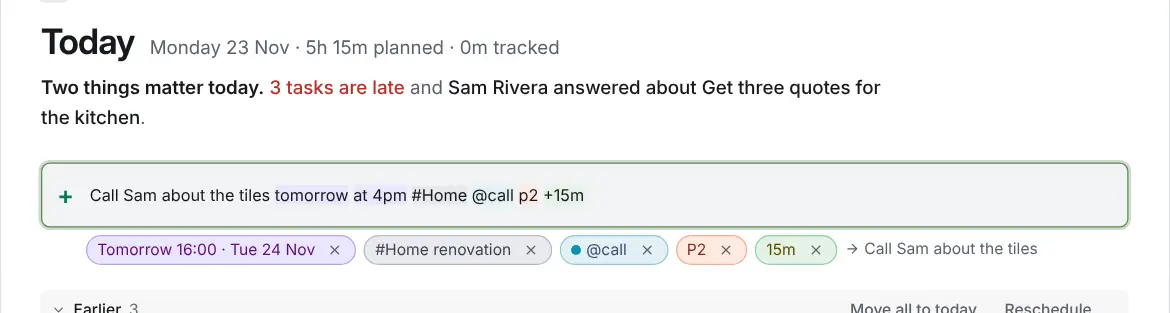 Today Monday 23 Nov · 5h 15m planned · 0m tracked
Two things matter today. 3 tasks are late and Sam Rivera answered about Get three quotes for
the kitchen.
+ Call Sam about the tiles tomorrow at 4pm #Home @call p2 +15m
Tomorrow 16:00 · Tue 24 Nov × #Home renovation × @call × P2 × 15m × → Call Sam about the tiles
Earlier 3 Move all to today Reschedule